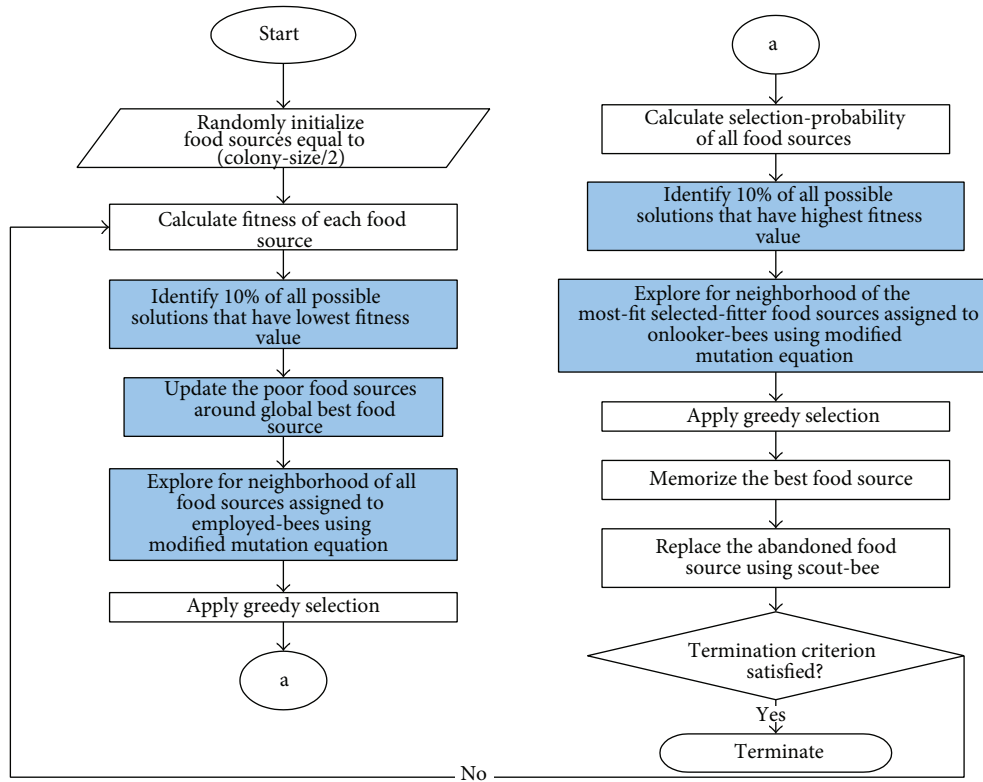 Start
Randomly initialize
food sources equal to
(colony-size/2)
Calculate fitness of each food
source
Identify 10% of all possible
solutions that have lowest fitness
value
Update the poor food sources
around global best food
source
Explore for neighborhood of all
food sources assigned to
employed-bees using
modified mutation equation
Apply greedy selection
a
a
Calculate selection-probability
of all food sources
Identify 10% of all possible
solutions that have highest fitness
value
Explore for neighborhood of the
most-fit selected-fitter food sources assigned to
onlooker-bees using modified
mutation equation
Apply greedy selection
Memorize the best food source
Replace the abandoned food
source using scout-bee
Termination criterion
satisfied?
Yes
Terminate
No